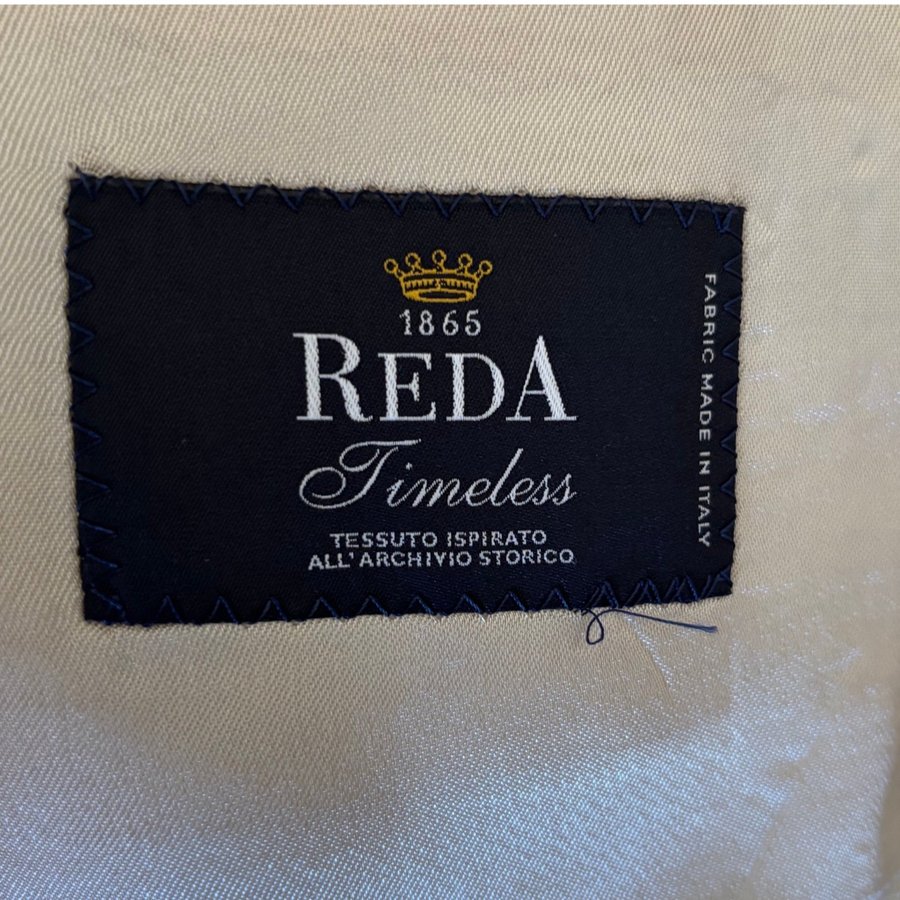 1865
REDA
Timeless
TESSUTO ISPIRATO
ALL'ARCHIVIO STORICO
FABRIC MADE IN ITALY